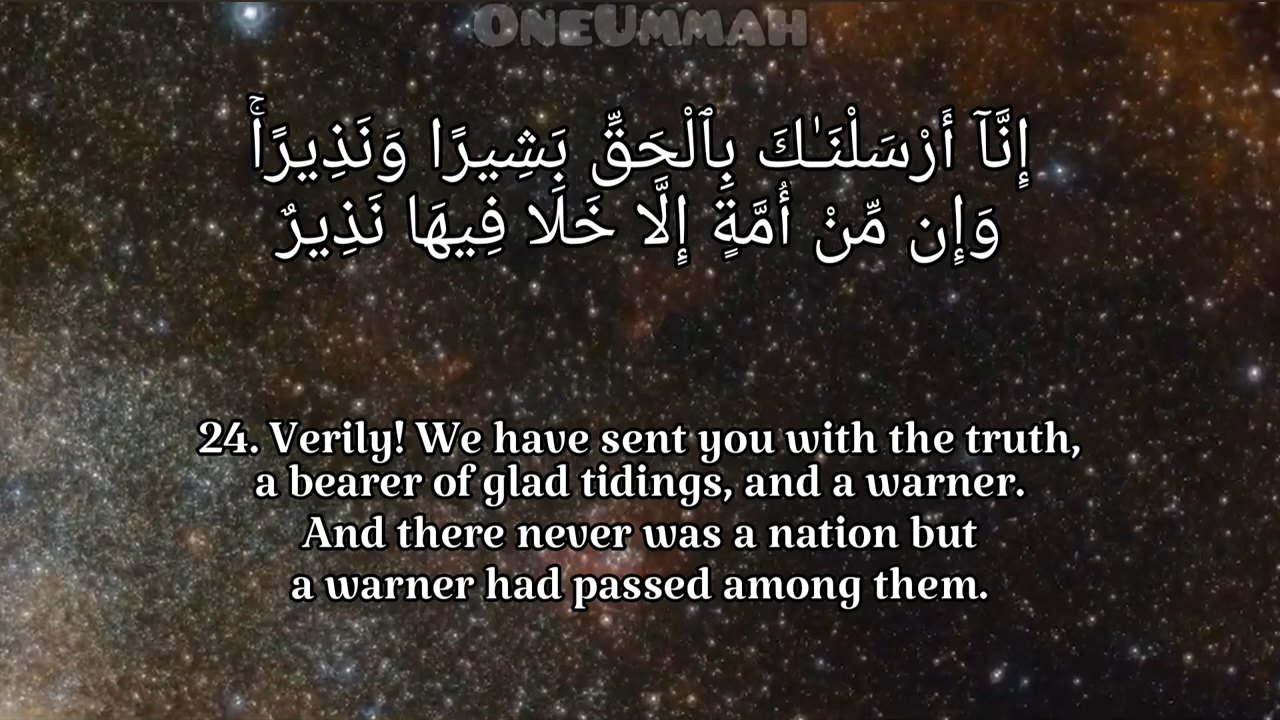 OneUmmah
إِنَّآ أَرْسَلْنَـٰكَ بِٱلْحَقِّ بَشِيرًا وَنَذِيرًاۚ
وَإِن مِّنْ أُمَّةٍ إِلَّا خَلَا فِيهَا نَذِيرٌ
24. Verily! We have sent you with the truth,
a bearer of glad tidings, and a warner.
And there never was a nation but
a warner had passed among them.